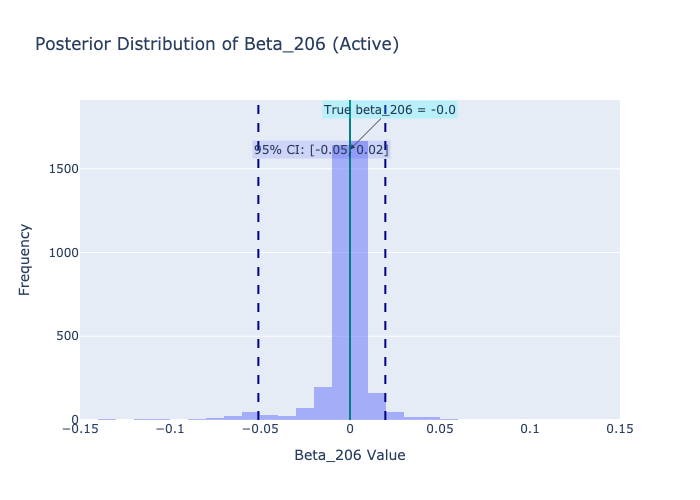 Posterior Distribution of Beta_206 (Active)
True beta_206 = -0.0
95% CI: [-0.05, 0.02]
1500
1000
500
0
Frequency
−0.15
−0.1
−0.05
0
0.05
0.1
0.15
Beta_206 Value